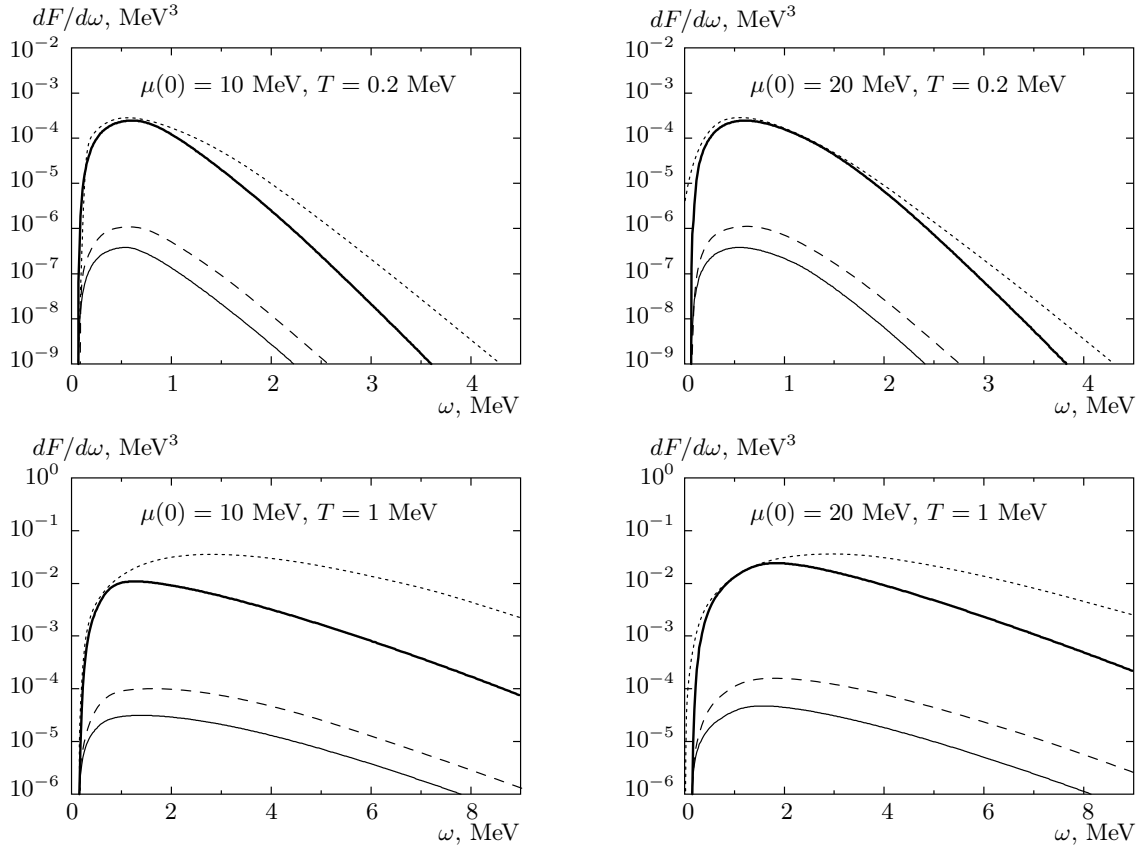 dF/dω, MeV³
10⁻²
10⁻³
10⁻⁴
10⁻⁵
10⁻⁶
10⁻⁷
10⁻⁸
10⁻⁹
μ(0) = 10 MeV, T = 0.2 MeV
0 1 2 3 4
ω, MeV
dF/dω, MeV³
10⁻²
10⁻³
10⁻⁴
10⁻⁵
10⁻⁶
10⁻⁷
10⁻⁸
10⁻⁹
μ(0) = 20 MeV, T = 0.2 MeV
0 1 2 3 4
ω, MeV
dF/dω, MeV³
10⁰
10⁻¹
10⁻²
10⁻³
10⁻⁴
10⁻⁵
10⁻⁶
μ(0) = 10 MeV, T = 1 MeV
0 2 4 6 8
ω, MeV
dF/dω, MeV³
10⁰
10⁻¹
10⁻²
10⁻³
10⁻⁴
10⁻⁵
10⁻⁶
μ(0) = 20 MeV, T = 1 MeV
0 2 4 6 8
ω, MeV